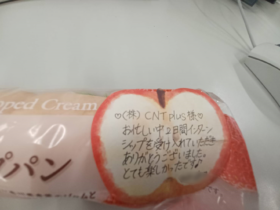 pped Cream
♡(株) CNT plus 様♡
お忙しい中2日間インターン
シップを受け入れていただき
ありがとうございました。
とても楽しかったです♪
パン